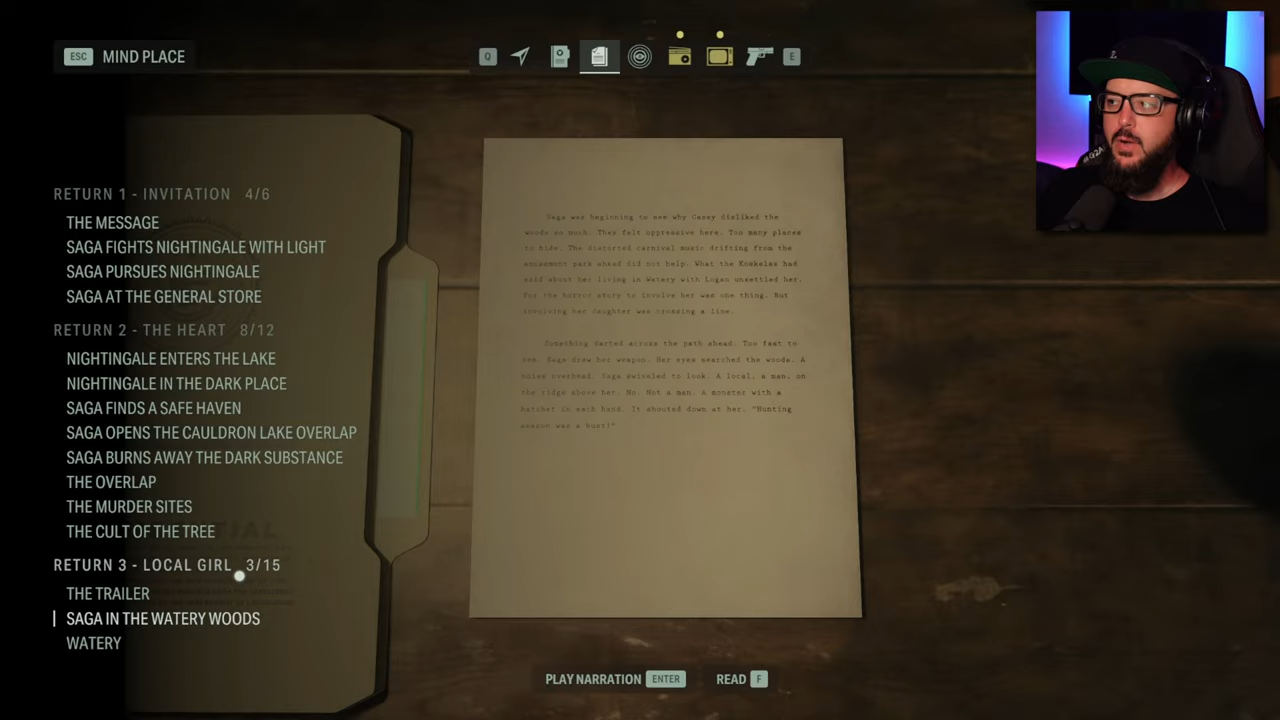 ESC MIND PLACE
Q
E
RETURN 1 - INVITATION 4/6
THE MESSAGE
SAGA FIGHTS NIGHTINGALE WITH LIGHT
SAGA PURSUES NIGHTINGALE
SAGA AT THE GENERAL STORE
RETURN 2 - THE HEART 8/12
NIGHTINGALE ENTERS THE LAKE
NIGHTINGALE IN THE DARK PLACE
SAGA FINDS A SAFE HAVEN
SAGA OPENS THE CAULDRON LAKE OVERLAP
SAGA BURNS AWAY THE DARK SUBSTANCE
THE OVERLAP
THE MURDER SITES
THE CULT OF THE TREE
RETURN 3 - LOCAL GIRL 3/15
THE TRAILER
SAGA IN THE WATERY WOODS
WATERY
Saga was beginning to see why Casey disliked the
woods so much. They felt oppressive here. Too many places
to hide. The distorted carnival music drifting from the
amusement park ahead did not help. What the Koskelas had
said about her living in Watery with Logan unsettled her.
For the horror story to involve her was one thing. But
involving her daughter was crossing a line.
Something darted across the path ahead. Too fast to
see. Saga drew her weapon. Her eyes searched the woods. A
noise overhead. Saga swiveled to look. A local, a man, on
the ridge above her. No. Not a man. A monster with a
hatchet in each hand. It shouted down at her. "Hunting
season was a bust!"
PLAY NARRATION ENTER
READ F